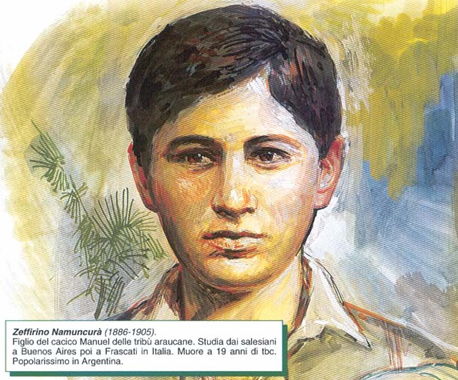 Zeffirino Namuncurà (1886-1905).
Figlio del cacico Manuel delle tribù araucane. Studia dai salesiani
a Buenos Aires poi a Frascati in Italia. Muore a 19 anni di tbc.
Popolarissimo in Argentina.